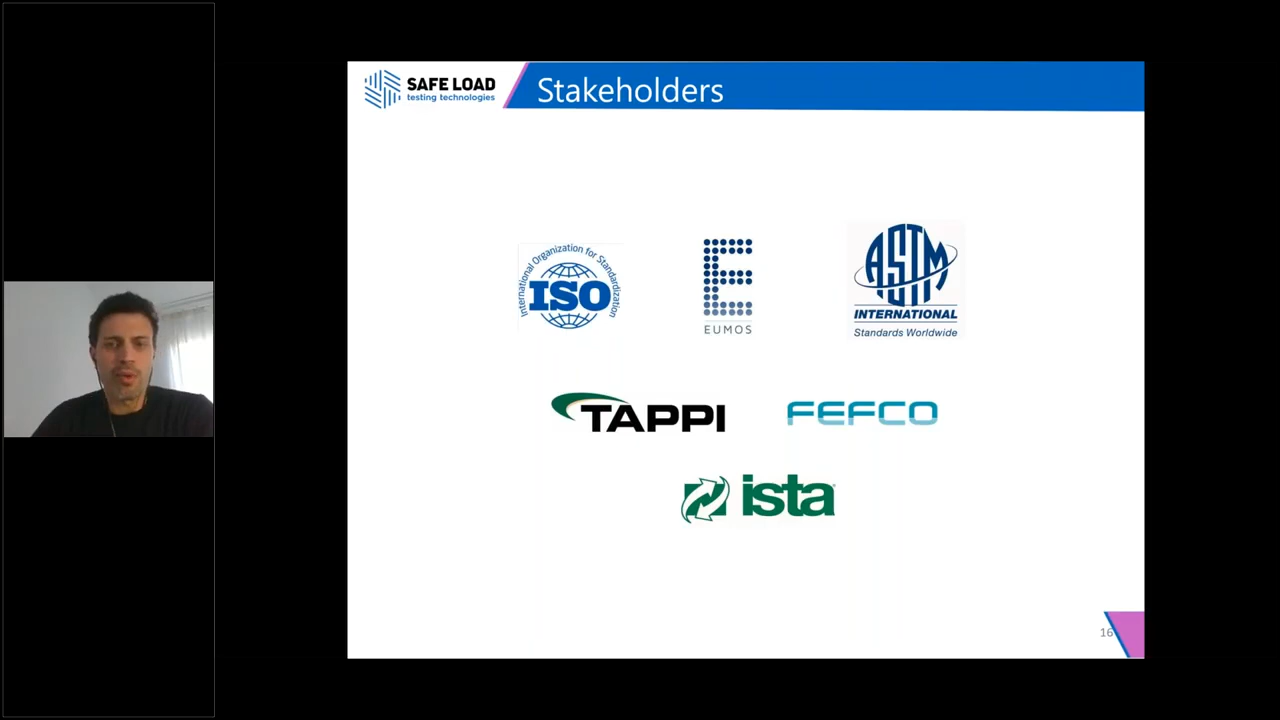 SAFE LOAD
testing technologies
Stakeholders
International Organization for Standardization
ISO
EUMOS
ASTM
INTERNATIONAL
Standards Worldwide
TAPPI
FEFCO
ista
16